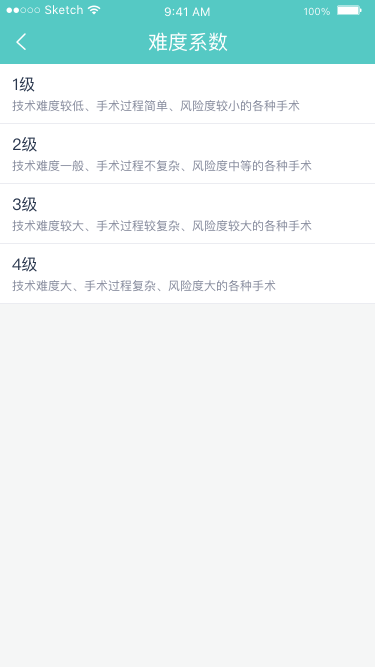 Sketch 9:41 AM 100%
难度系数
1级
技术难度较低、手术过程简单、风险度较小的各种手术
2级
技术难度一般、手术过程不复杂、风险度中等的各种手术
3级
技术难度较大、手术过程较复杂、风险度较大的各种手术
4级
技术难度大、手术过程复杂、风险度大的各种手术